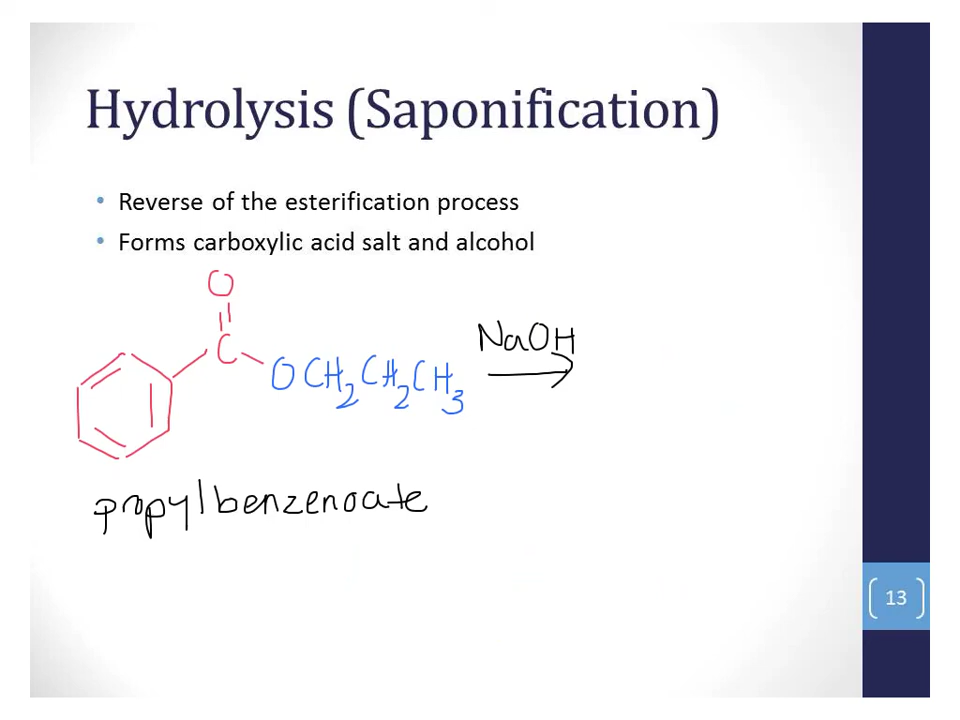 Hydrolysis (Saponification)
• Reverse of the esterification process
• Forms carboxylic acid salt and alcohol
O
C
OCH2CH2CH3
NaOH
propylbenzenoate
13